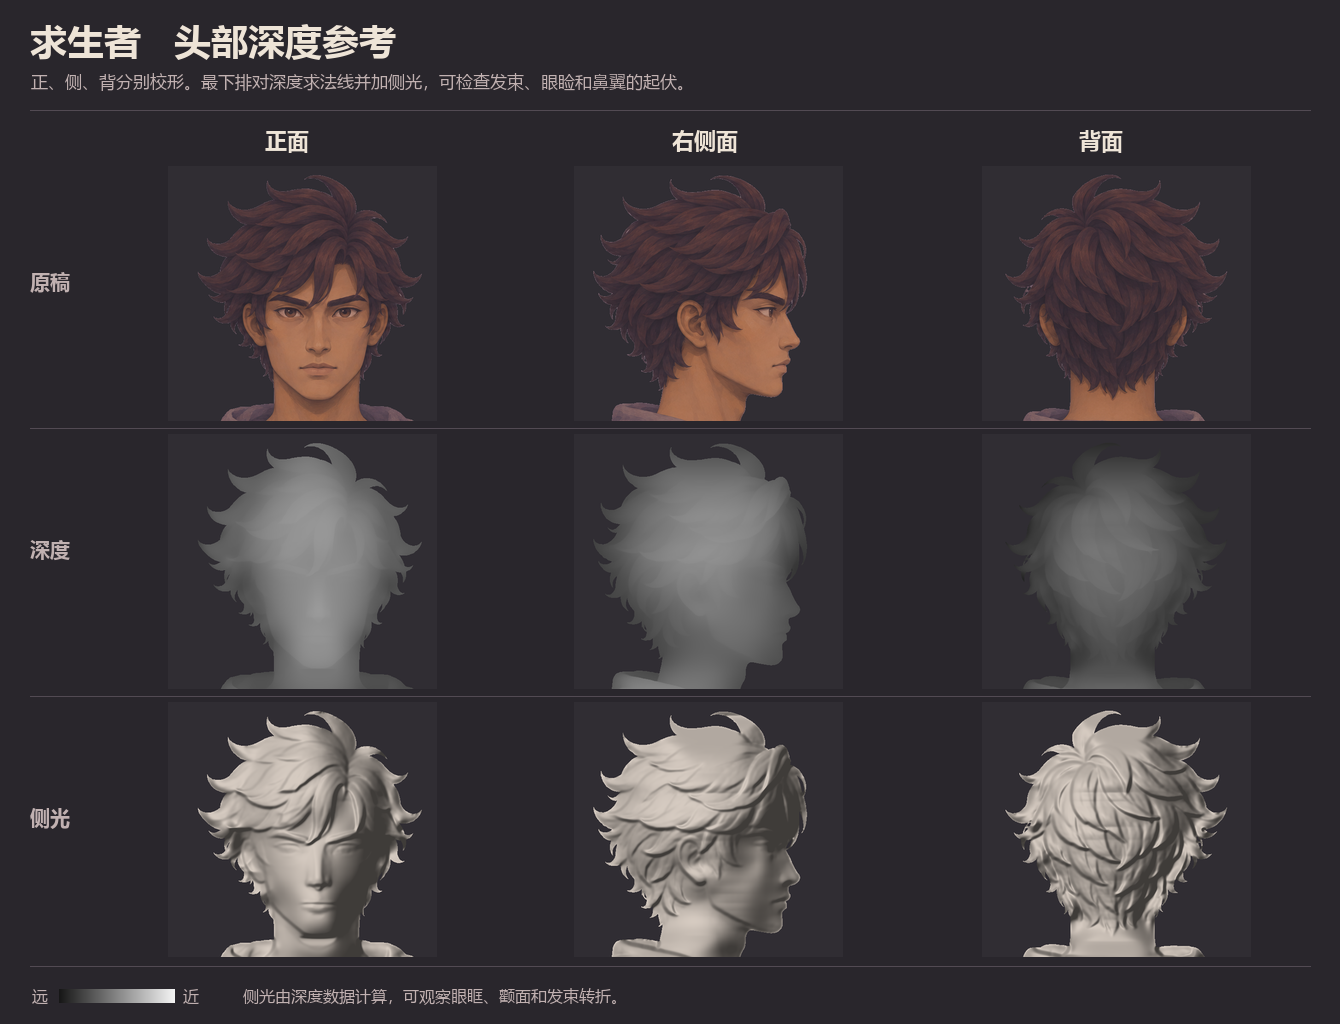 求生者 头部深度参考
正、侧、背分别校形。最下排对深度求法线并加侧光，可检查发束、眼睑和鼻翼的起伏。
正面 右侧面 背面
原稿
深度
侧光
远 近 侧光由深度数据计算，可观察眼眶、颧面和发束转折。